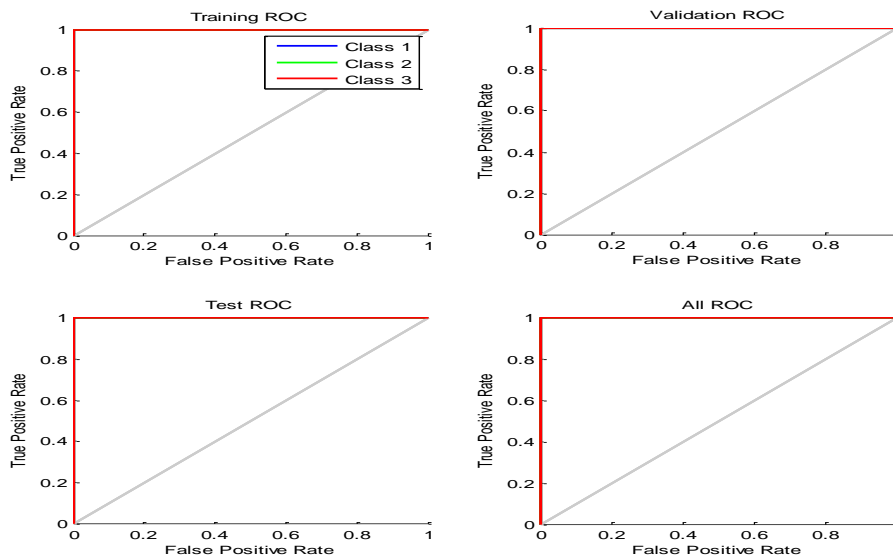 Training ROC
1
0.8
0.6
0.4
0.2
0
True Positive Rate
Class 1
Class 2
Class 3
0 0.2 0.4 0.6 0.8 1
False Positive Rate
Validation ROC
1
0.8
0.6
0.4
0.2
0
True Positive Rate
0 0.2 0.4 0.6 0.8
False Positive Rate
Test ROC
1
0.8
0.6
0.4
0.2
0
True Positive Rate
0 0.2 0.4 0.6 0.8 1
False Positive Rate
All ROC
1
0.8
0.6
0.4
0.2
0
True Positive Rate
0 0.2 0.4 0.6 0.8
False Positive Rate